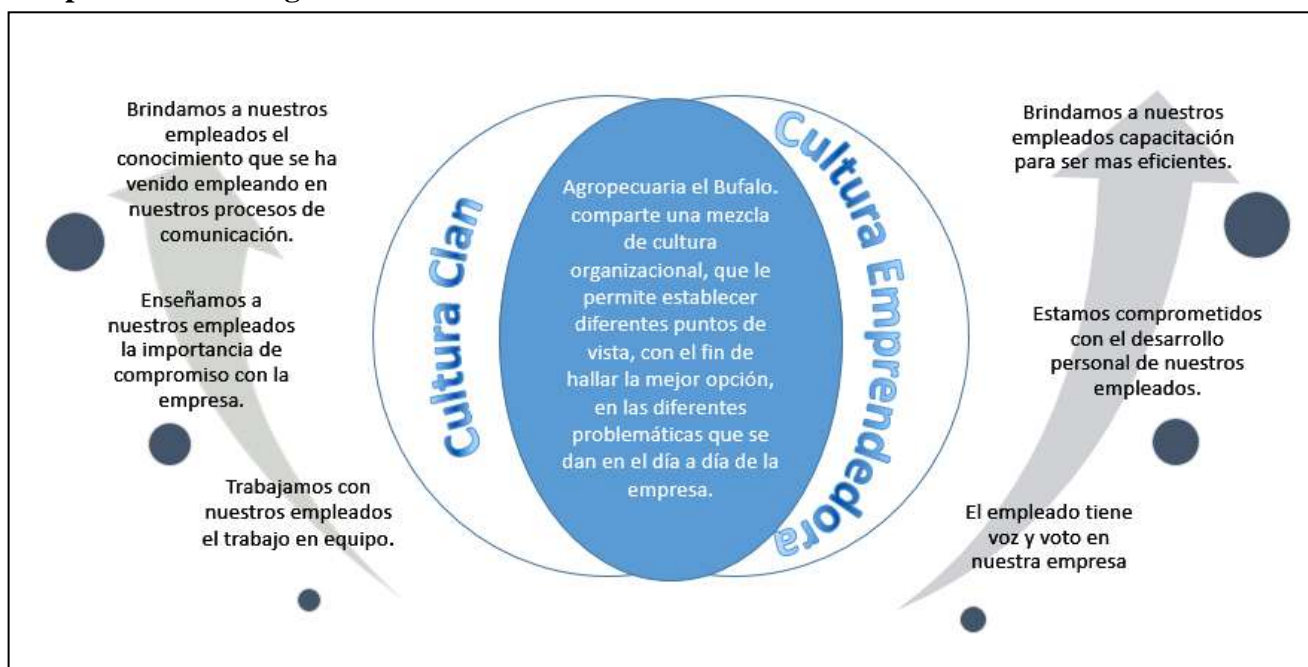 Brindamos a nuestros
empleados el
conocimiento que se ha
venido empleando en
nuestros procesos de
comunicación.
Enseñamos a
nuestros empleados
la importancia de
compromiso con la
empresa.
Trabajamos con
nuestros empleados
el trabajo en equipo.
Cultura Clan
Agropecuaria el Bufalo.
comparte una mezcla
de cultura
organizacional, que le
permite establecer
diferentes puntos de
vista, con el fin de
hallar la mejor opción,
en las diferentes
problemáticas que se
dan en el día a día de la
empresa.
Cultura Emprendedora
Brindamos a nuestros
empleados capacitación
para ser mas eficientes.
Estamos comprometidos
con el desarrollo
personal de nuestros
empleados.
El empleado tiene
voz y voto en
nuestra empresa